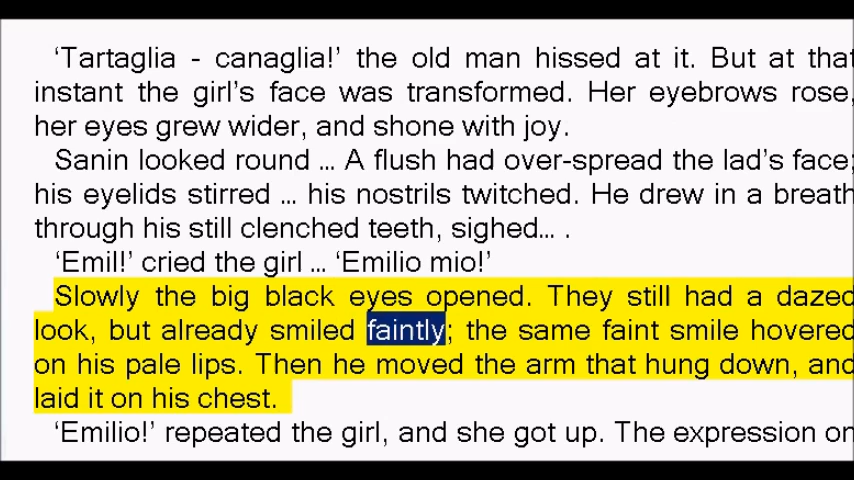 ‘Tartaglia - canaglia!’ the old man hissed at it. But at that
instant the girl’s face was transformed. Her eyebrows rose,
her eyes grew wider, and shone with joy.
Sanin looked round ... A flush had over-spread the lad’s face;
his eyelids stirred ... his nostrils twitched. He drew in a breath
through his still clenched teeth, sighed... .
‘Emil!’ cried the girl ... ‘Emilio mio!’
Slowly the big black eyes opened. They still had a dazed
look, but already smiled faintly; the same faint smile hovered
on his pale lips. Then he moved the arm that hung down, and
laid it on his chest.
‘Emilio!’ repeated the girl, and she got up. The expression on